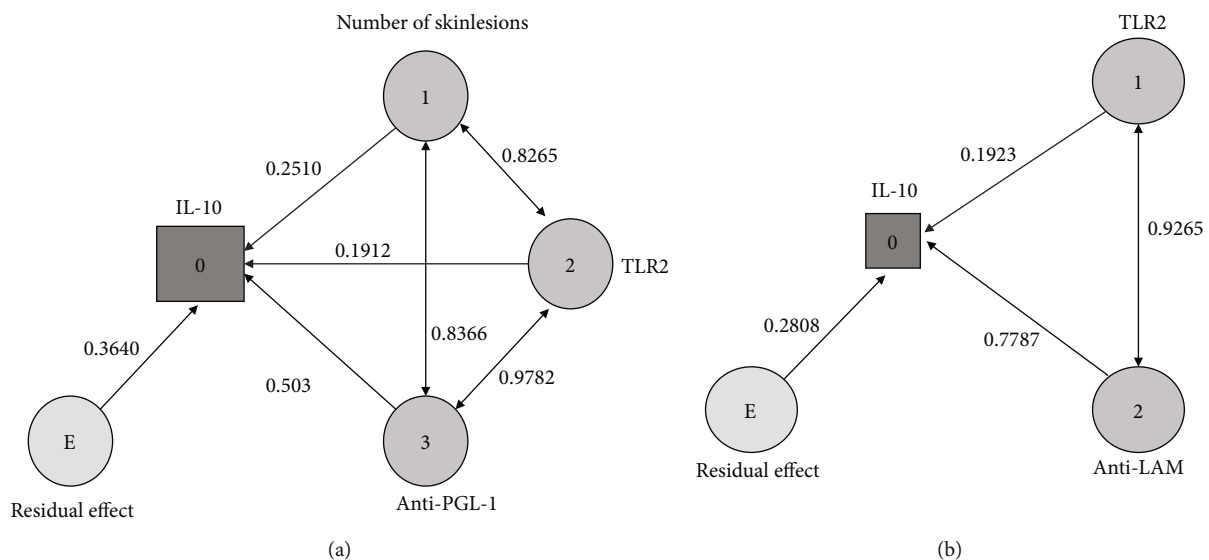 Number of skinlesions
1
0.2510
0.8265
IL-10
0
0.1912
2
TLR2
0.3640
0.8366
0.503
0.9782
E
3
Residual effect
Anti-PGL-1
(a)
TLR2
1
0.1923
IL-10
0
0.9265
0.2808
0.7787
E
2
Residual effect
Anti-LAM
(b)